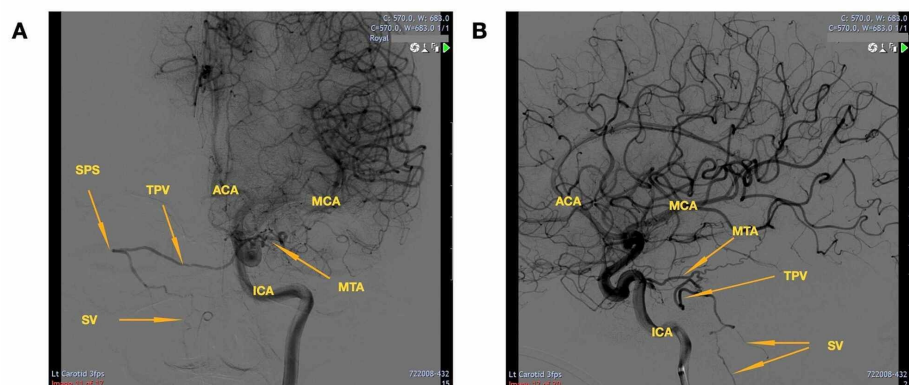 A
C: 570.0, W: 683.0
C=570.0, W=683.0 1/1
Royal
SPS
TPV
ACA
MCA
MTA
ICA
SV
Lt Carotid 3fps
722008-432
15
B
C: 570.0, W: 683.0
C=570.0, W=683.0 1/1
ACA
MCA
MTA
TPV
ICA
SV
Lt Carotid 3fps
722008-432